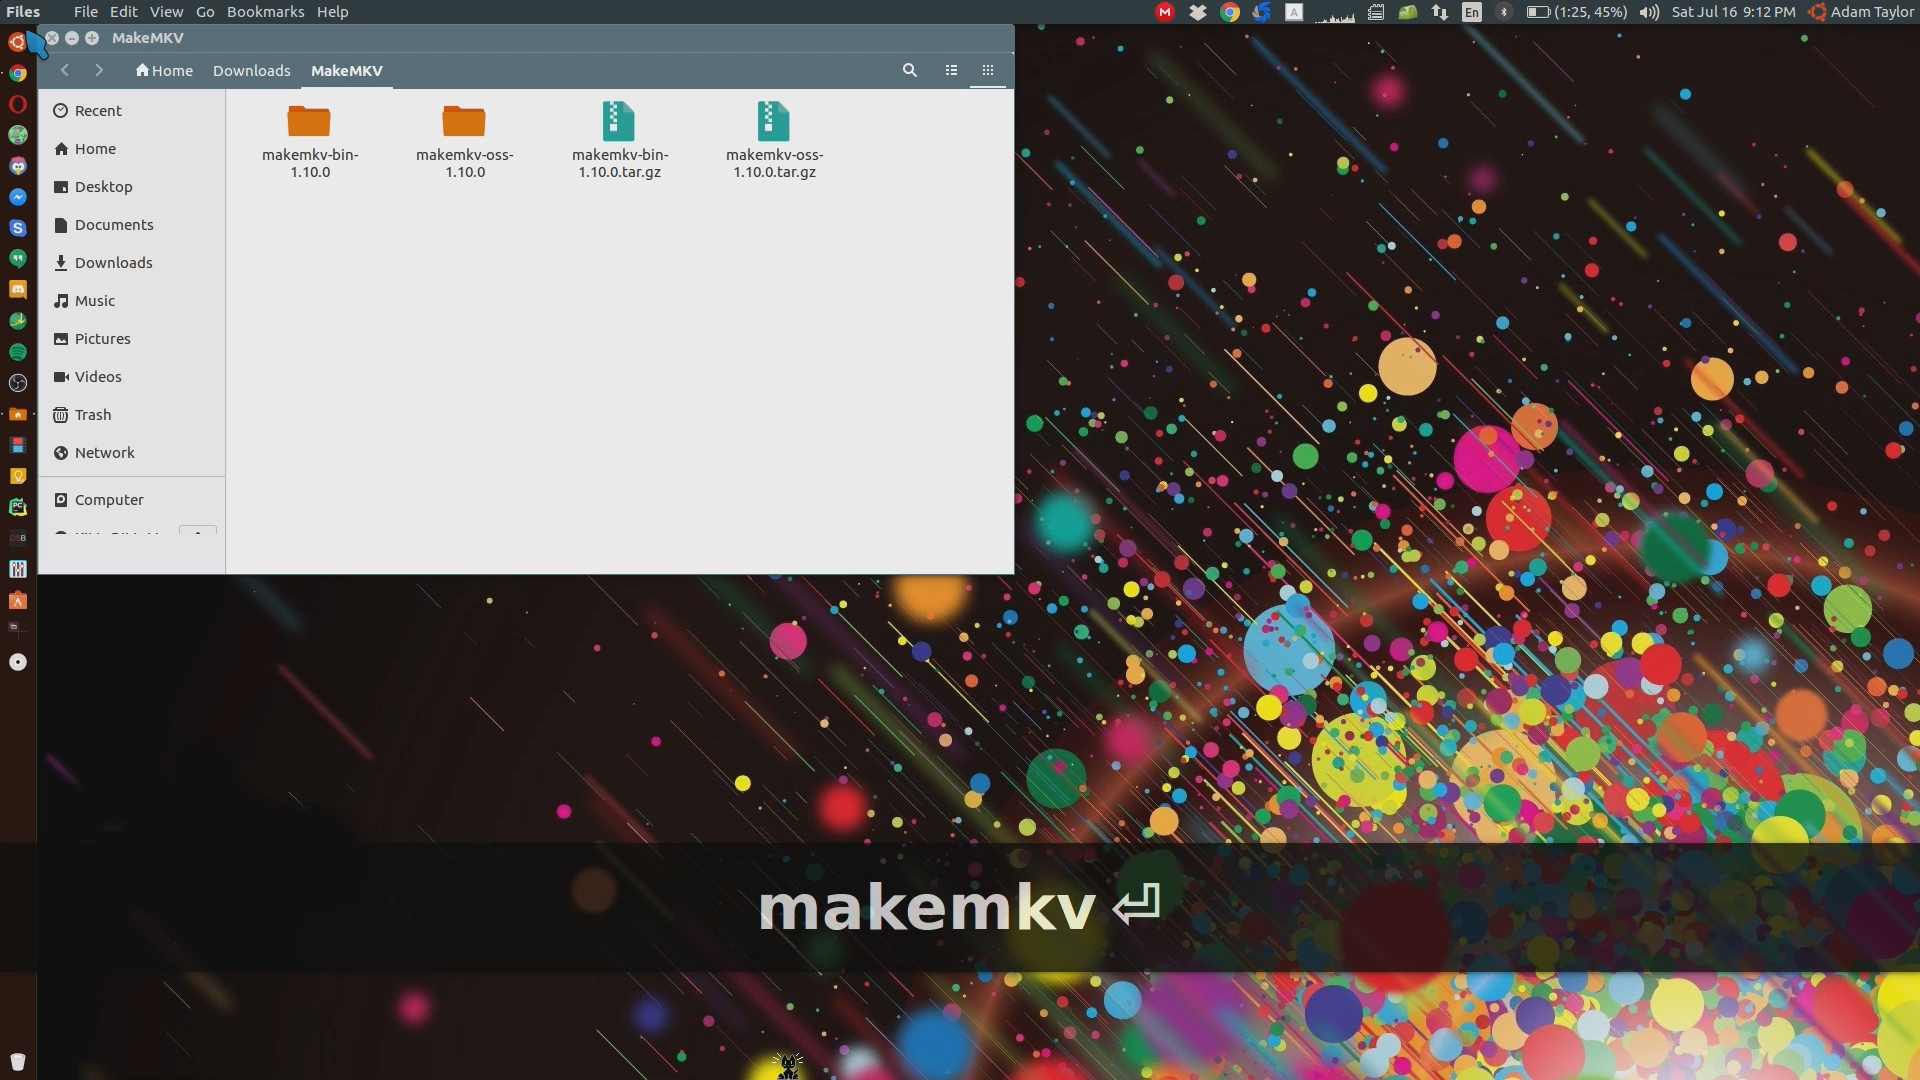 Files File Edit View Go Bookmarks Help
A En (1:25, 45%) Sat Jul 16 9:12 PM Adam Taylor
MakeMKV
Home Downloads MakeMKV
Recent
Home
Desktop
Documents
Downloads
Music
Pictures
Videos
Trash
Network
Computer
makemkv-bin-
1.10.0
makemkv-oss-
1.10.0
makemkv-bin-
1.10.0.tar.gz
makemkv-oss-
1.10.0.tar.gz
makemkv ⏎